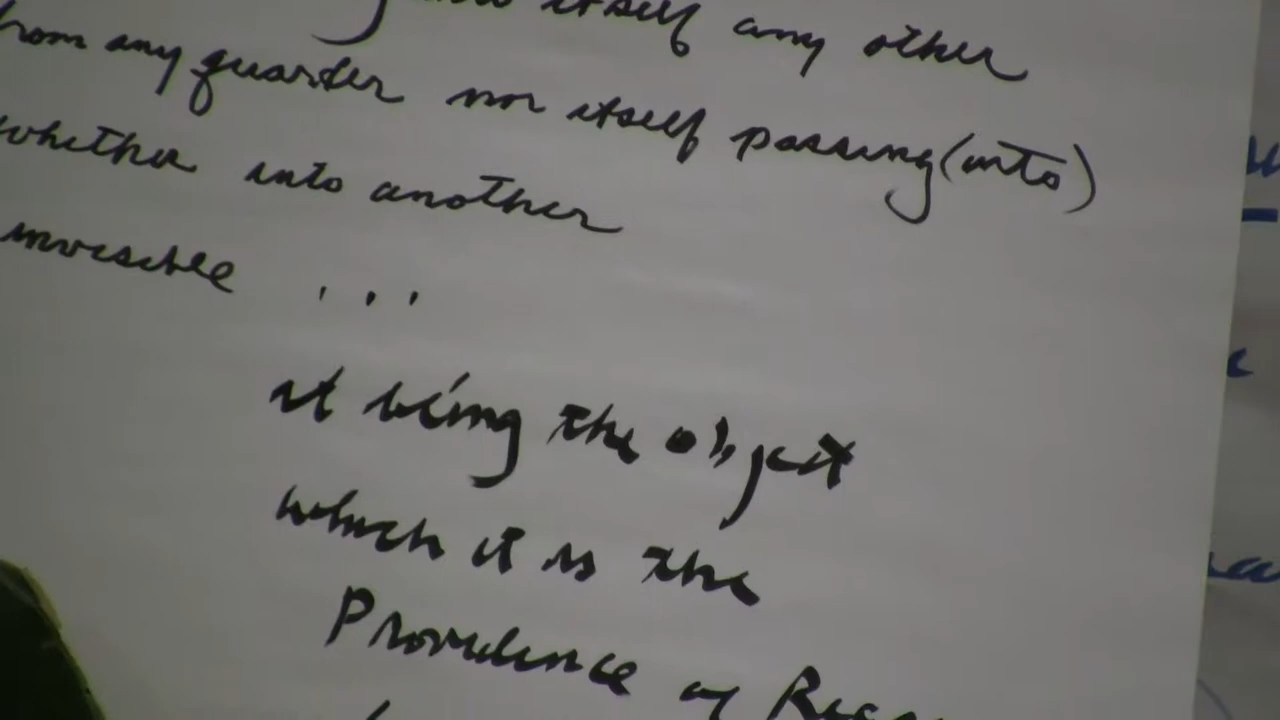 itself any other
from any quarter nor itself passing (into)
whether into another
invisible ...
it being the object
which it is the
Providence of Reas